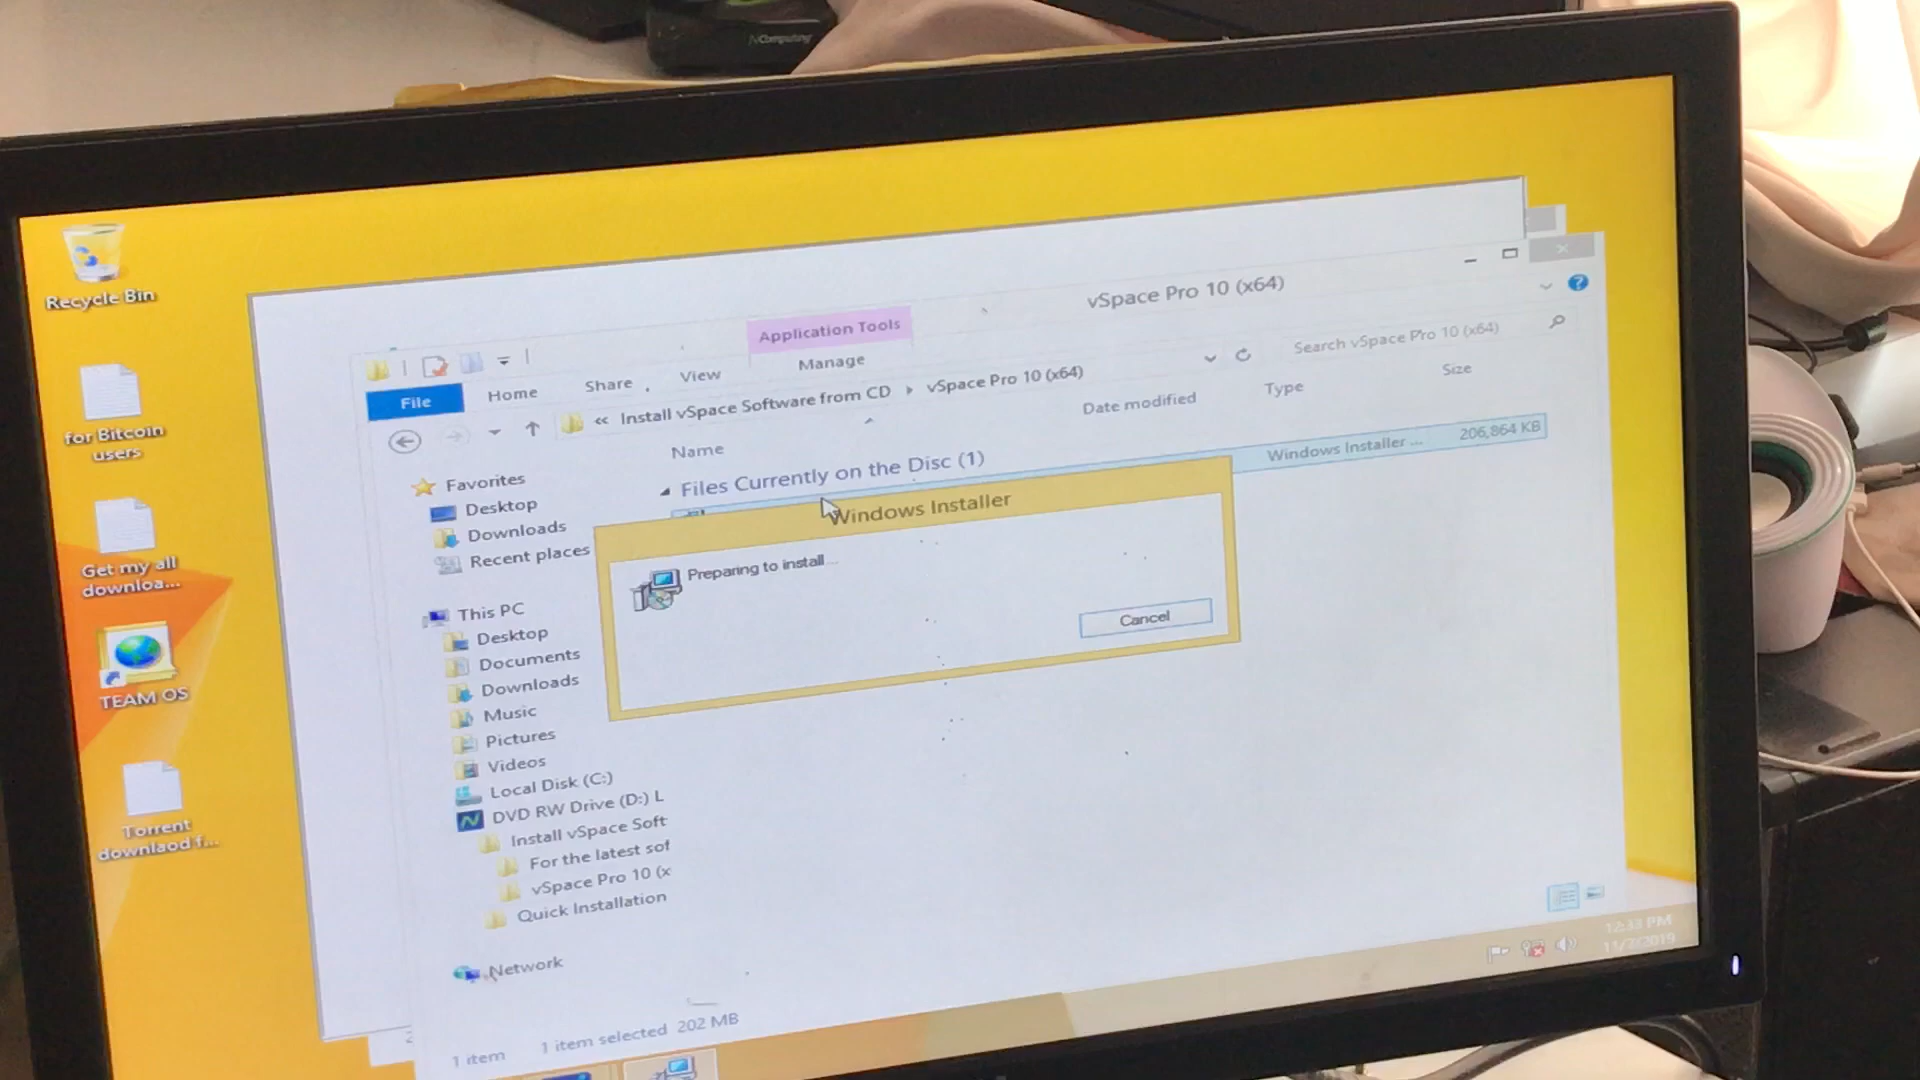 NComputing
Recycle Bin
for Bitcoin
users
Get my all
downloa...
TEAM OS
Torrent
downlaod f...
vSpace Pro 10 (x64)
Application Tools
File
Home
Share
View
Manage
« Install vSpace Software from CD
vSpace Pro 10 (x64)
Search vSpace Pro 10 (x64)
Name
Date modified
Type
Size
Files Currently on the Disc (1)
Windows Installer ...
206,864 KB
Windows Installer
Preparing to install...
Cancel
Favorites
Desktop
Downloads
Recent places
This PC
Desktop
Documents
Downloads
Music
Pictures
Videos
Local Disk (C:)
DVD RW Drive (D:) L
Install vSpace Soft
For the latest sof
vSpace Pro 10 (x
Quick Installation
Network
1 item
1 item selected 202 MB
12:33 PM